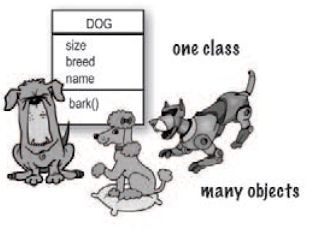 DOG
size
breed
name
bark()
one class
many objects